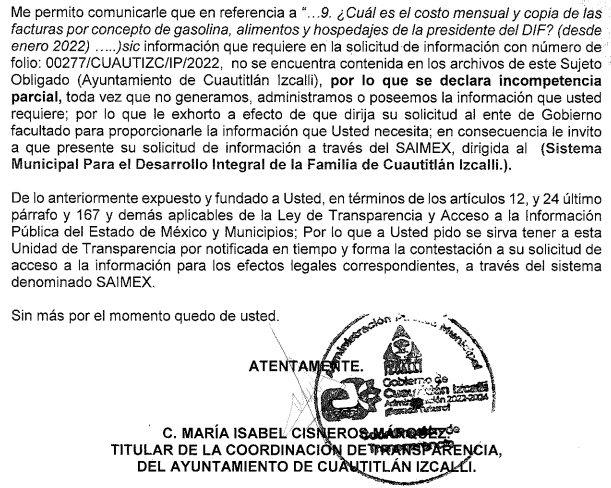 Me permito comunicarle que en referencia a “...9. ¿Cuál es el costo mensual y copia de las
facturas por concepto de gasolina, alimentos y hospedajes de la presidente del DIF? (desde
enero 2022) .....)sic información que requiere en la solicitud de información con número de
folio: 00277/CUAUTIZC/IP/2022, no se encuentra contenida en los archivos de este Sujeto
Obligado (Ayuntamiento de Cuautitlán Izcalli), por lo que se declara incompetencia
parcial, toda vez que no generamos, administramos o poseemos la información que usted
requiere; por lo que le exhorto a efecto de que dirija su solicitud al ente de Gobierno
facultado para proporcionarle la información que Usted necesita; en consecuencia le invito
a que presente su solicitud de información a través del SAIMEX, dirigida al (Sistema
Municipal Para el Desarrollo Integral de la Familia de Cuautitlán Izcalli.).
De lo anteriormente expuesto y fundado a Usted, en términos de los artículos 12, y 24 último
párrafo y 167 y demás aplicables de la Ley de Transparencia y Acceso a la Información
Pública del Estado de México y Municipios; Por lo que a Usted pido se sirva tener a esta
Unidad de Transparencia por notificada en tiempo y forma la contestación a su solicitud de
acceso a la información para los efectos legales correspondientes, a través del sistema
denominado SAIMEX.
Sin más por el momento quedo de usted.
Administración Pública Municipal
IZCALLI
ATENTAMENTE.
Gobierno de
Cuautitlán Izcalli
Administración 2022-2024
C. MARÍA ISABEL CISNEROS MÁRQUEZ,
TITULAR DE LA COORDINACIÓN DE TRANSPARENCIA,
DEL AYUNTAMIENTO DE CUAUTITLÁN IZCALLI.